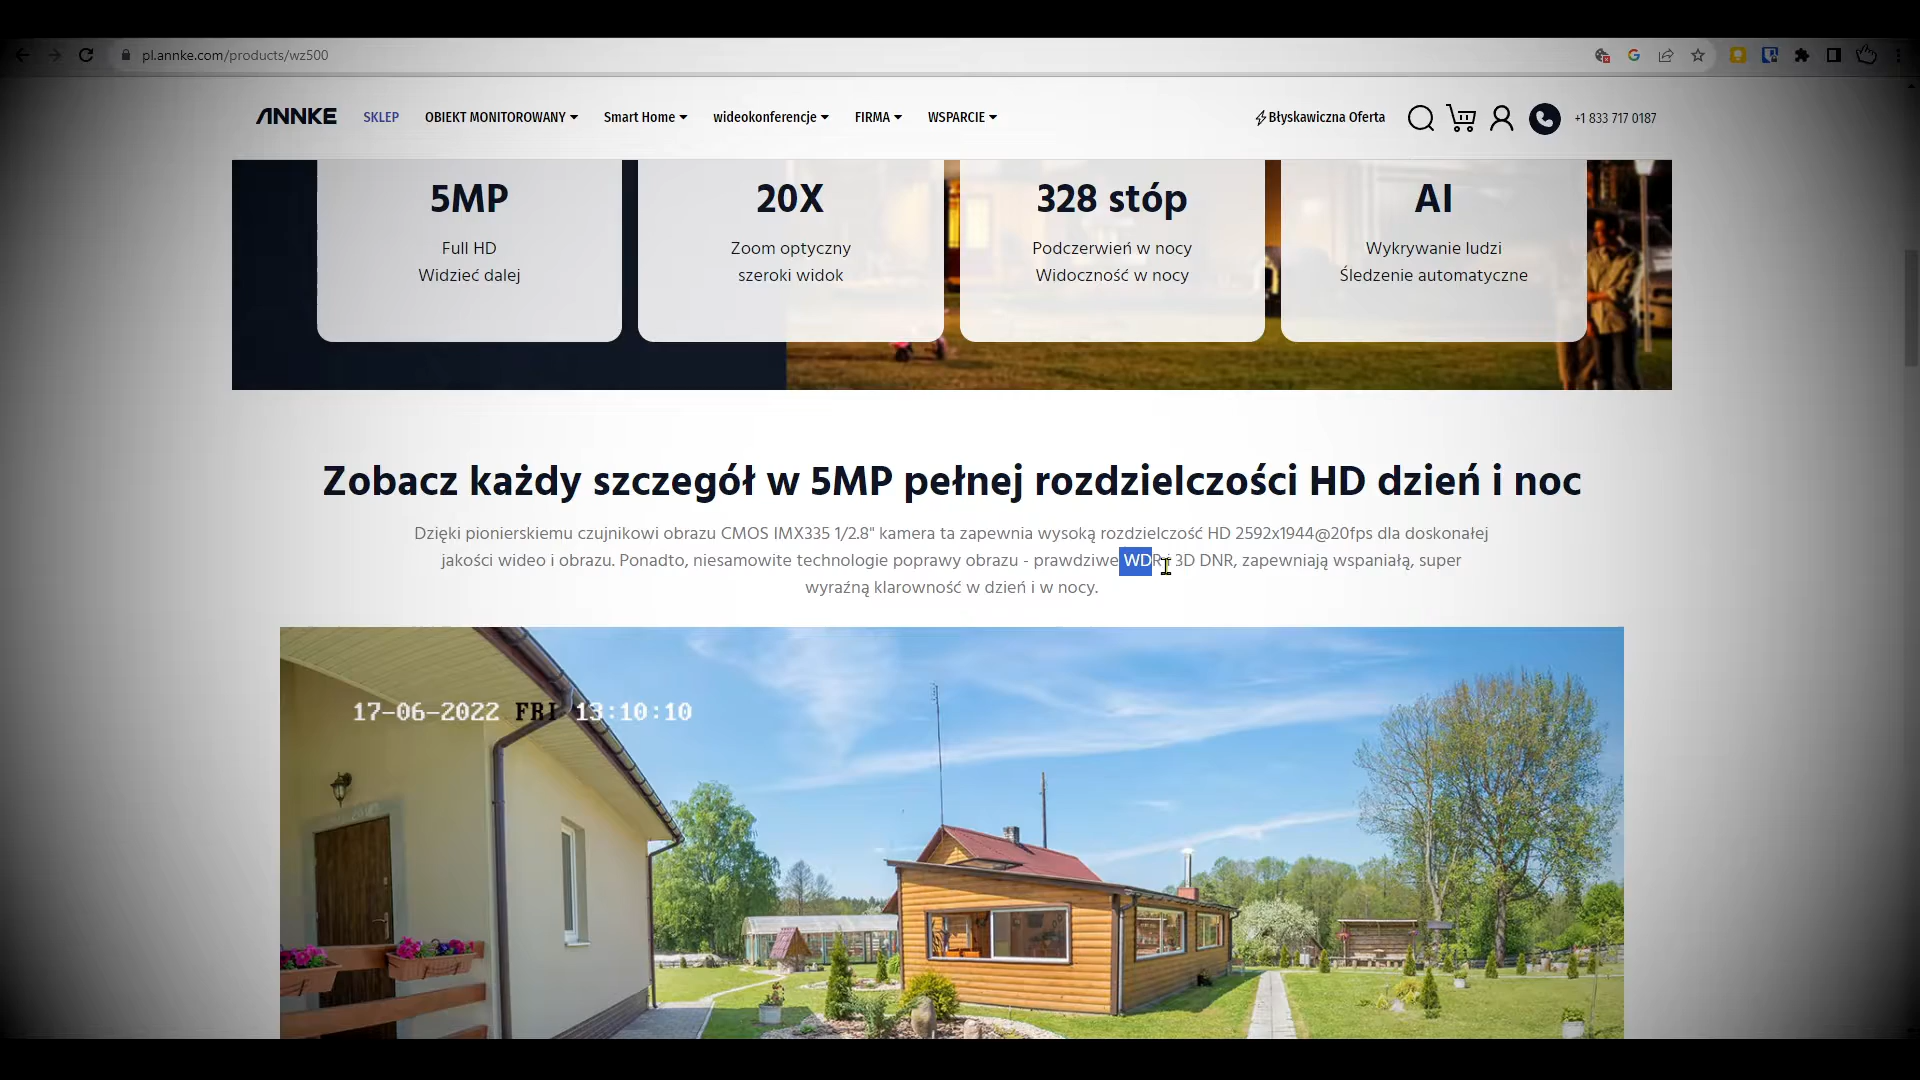 pl.annke.com/products/wz500
ANNKE SKLEP OBIEKT MONITOROWANY Smart Home wideokonferencje FIRMA WSPARCIE Błyskawiczna Oferta +1 833 717 0187
5MP
Full HD
Widzieć dalej
20X
Zoom optyczny
szeroki widok
328 stóp
Podczerwień w nocy
Widoczność w nocy
AI
Wykrywanie ludzi
Śledzenie automatyczne
Zobacz każdy szczegół w 5MP pełnej rozdzielczości HD dzień i noc
Dzięki pionierskiemu czujnikowi obrazu CMOS IMX335 1/2.8" kamera ta zapewnia wysoką rozdzielczość HD 2592x1944@20fps dla doskonałej
jakości wideo i obrazu. Ponadto, niesamowite technologie poprawy obrazu - prawdziwe WDR i 3D DNR, zapewniają wspaniałą, super
wyraźną klarowność w dzień i w nocy.
17-06-2022 FRI 13:10:10